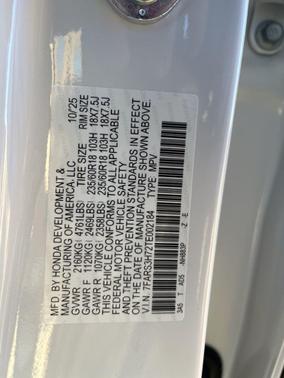 MFD BY HONDA DEVELOPMENT &
MANUFACTURING OF AMERICA, LLC 10/25
GVWR 2160KG( 4761LBS) TIRE SIZE RIM SIZE
GAWR F 1120KG( 2469LBS) 235/60R18 103H 18X7.5J
GAWR R 1070KG( 2359LBS) 235/60R18 103H 18X7.5J
THIS VEHICLE CONFORMS TO ALL APPLICABLE
FEDERAL MOTOR VEHICLE SAFETY
AND THEFT PREVENTION STANDARDS IN EFFECT
ON THE DATE OF MANUFACTURE SHOWN ABOVE.
V.I.N. 7FARS3H72TE002184 TYPE: MPV
3A5 T AD5 NH883P Z E